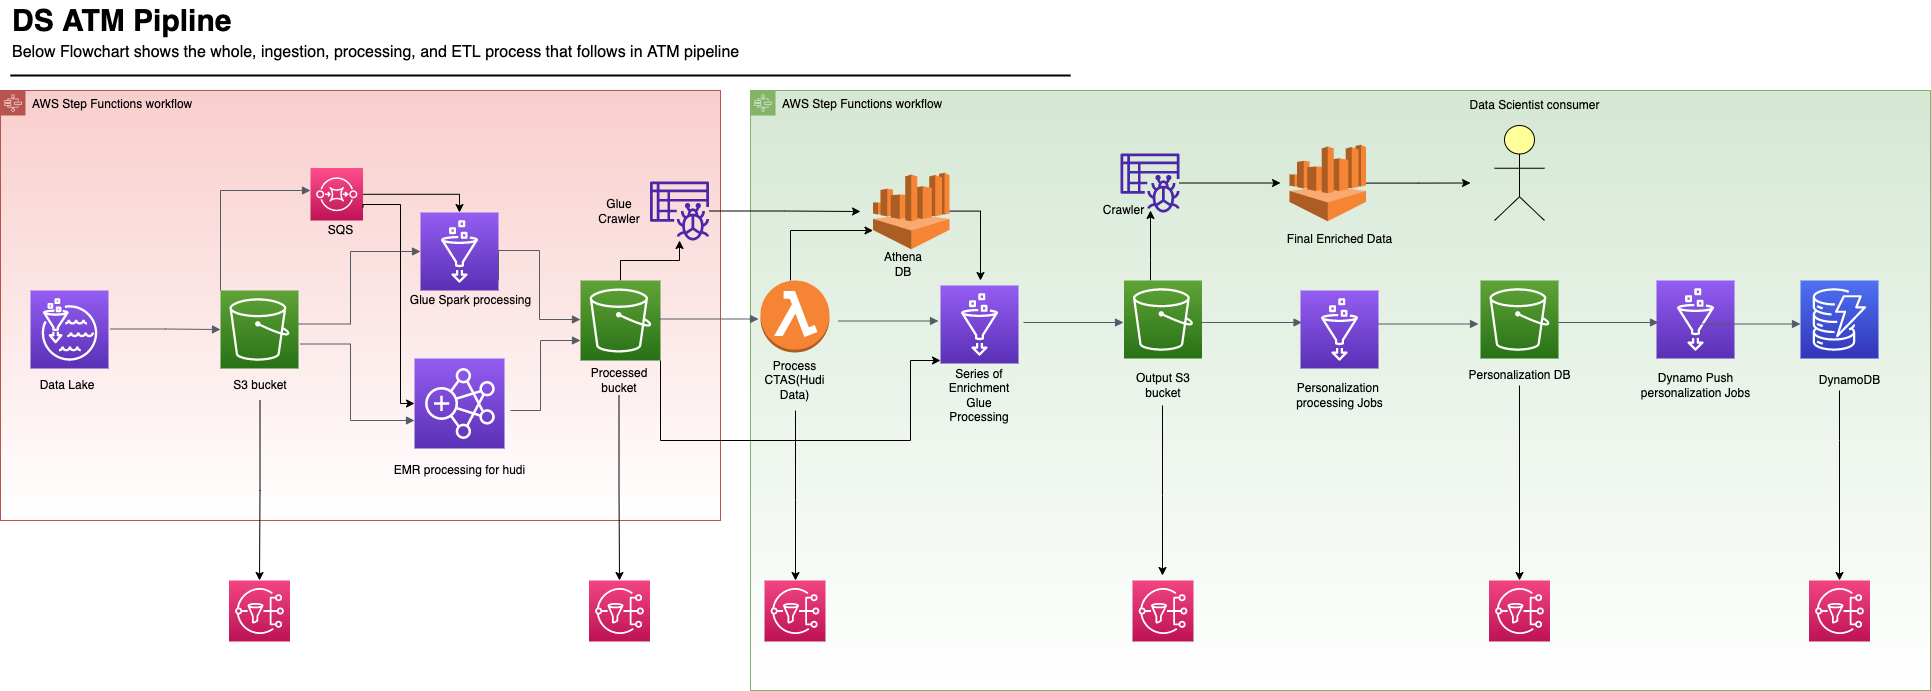 DS ATM Pipline
Below Flowchart shows the whole, ingestion, processing, and ETL process that follows in ATM pipeline
AWS Step Functions workflow
SQS
Glue
Crawler
Glue Spark processing
Data Lake
S3 bucket
EMR processing for hudi
Processed
bucket
AWS Step Functions workflow
Data Scientist consumer
Athena
DB
Crawler
Final Enriched Data
Process
CTAS(Hudi
Data)
Series of
Enrichment
Glue
Processing
Output S3
bucket
Personalization
processing Jobs
Personalization DB
Dynamo Push
personalization Jobs
DynamoDB